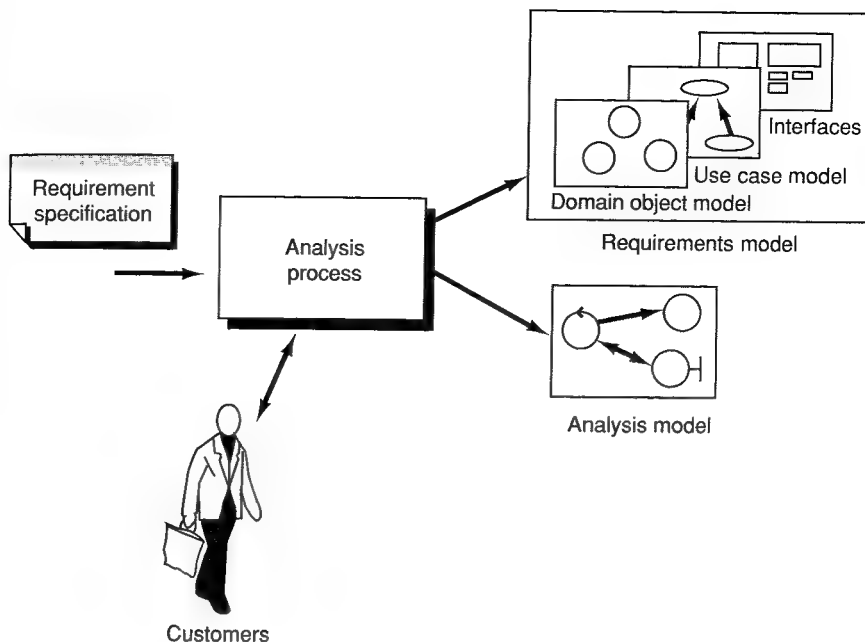 Requirement
specification
Analysis
process
Interfaces
Use case model
Domain object model
Requirements model
Analysis model
Customers